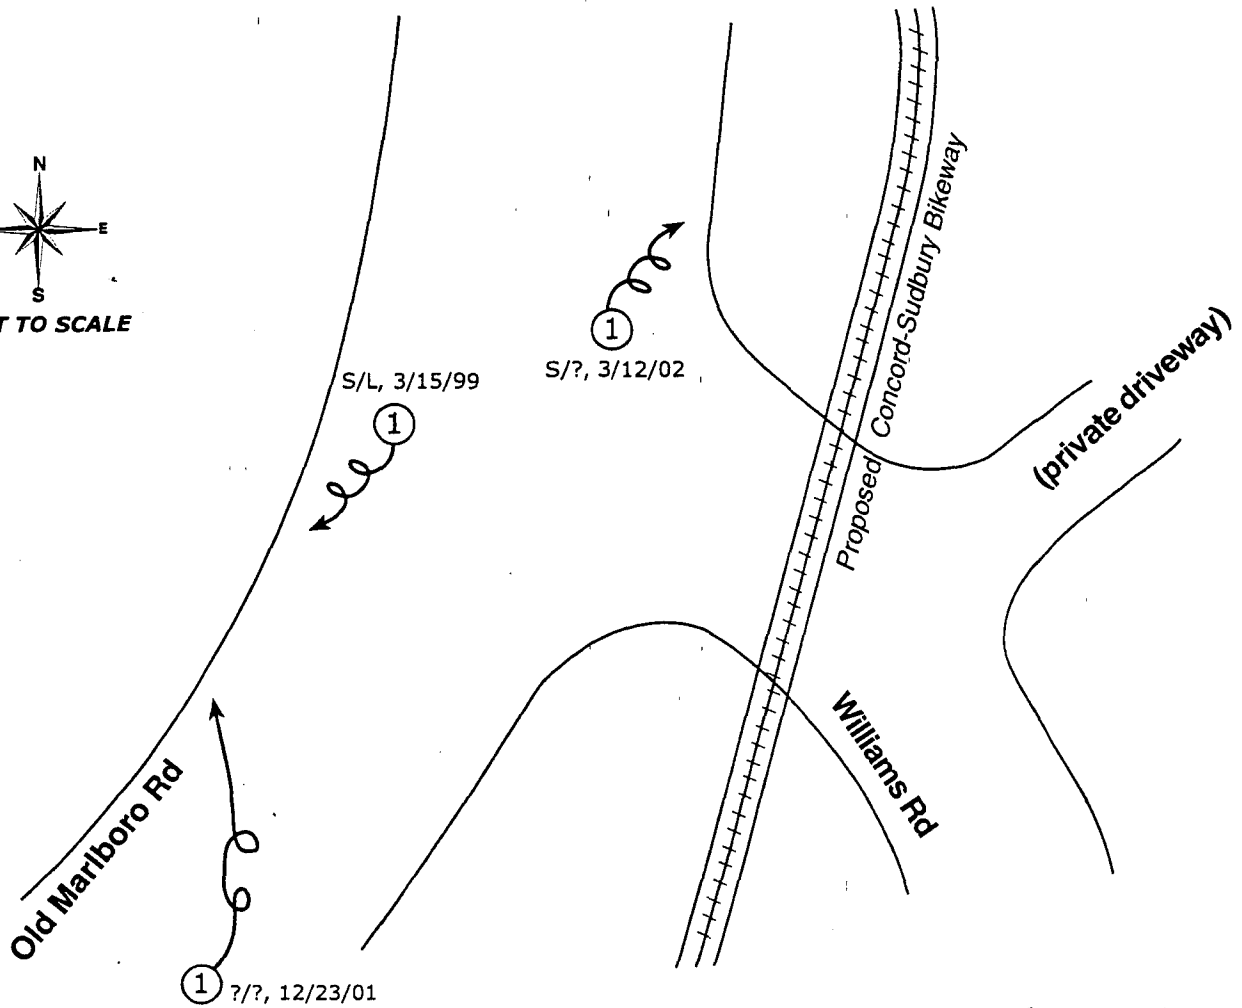 N
E
S
T TO SCALE
S/L, 3/15/99
1
S/?, 3/12/02
1
Proposed Concord-Sudbury Bikeway
(private driveway)
Williams Rd
Old Marlboro Rd
1
?/?, 12/23/01